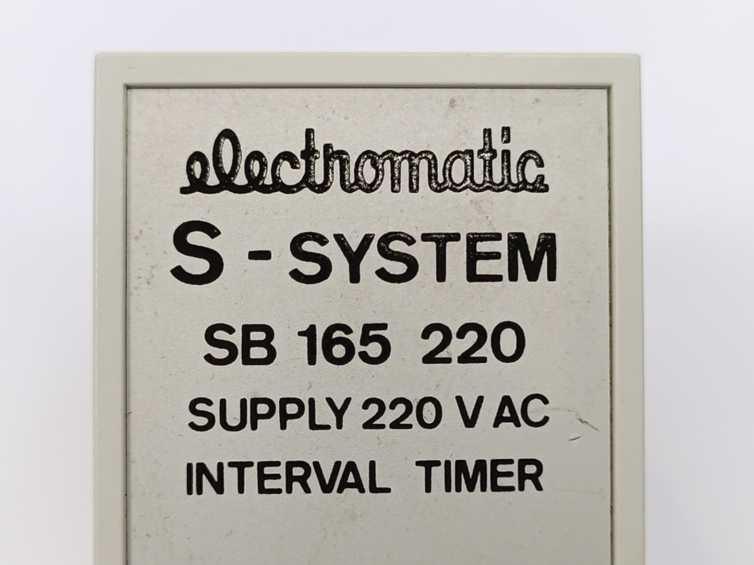 electromatic
S - SYSTEM
SB 165 220
SUPPLY 220 V AC
INTERVAL TIMER